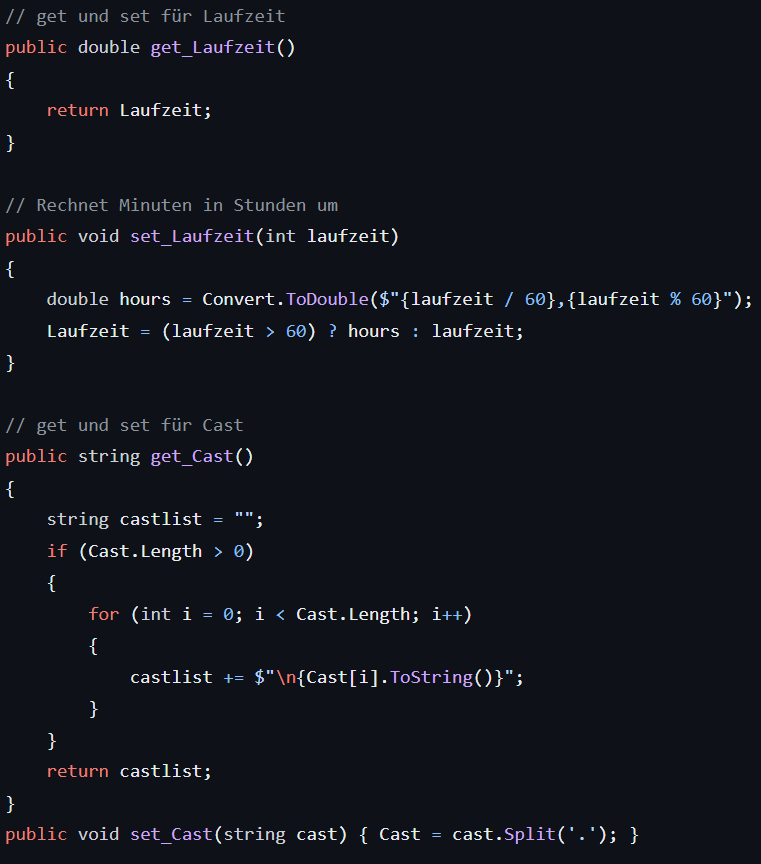 // get und set für Laufzeit
public double get_Laufzeit()
{
    return Laufzeit;
}

// Rechnet Minuten in Stunden um
public void set_Laufzeit(int laufzeit)
{
    double hours = Convert.ToDouble($"{laufzeit / 60},{laufzeit % 60}");
    Laufzeit = (laufzeit > 60) ? hours : laufzeit;
}

// get und set für Cast
public string get_Cast()
{
    string castlist = "";
    if (Cast.Length > 0)
    {
        for (int i = 0; i < Cast.Length; i++)
        {
            castlist += $"\n{Cast[i].ToString()}";
        }
    }
    return castlist;
}
public void set_Cast(string cast) { Cast = cast.Split('.'); }